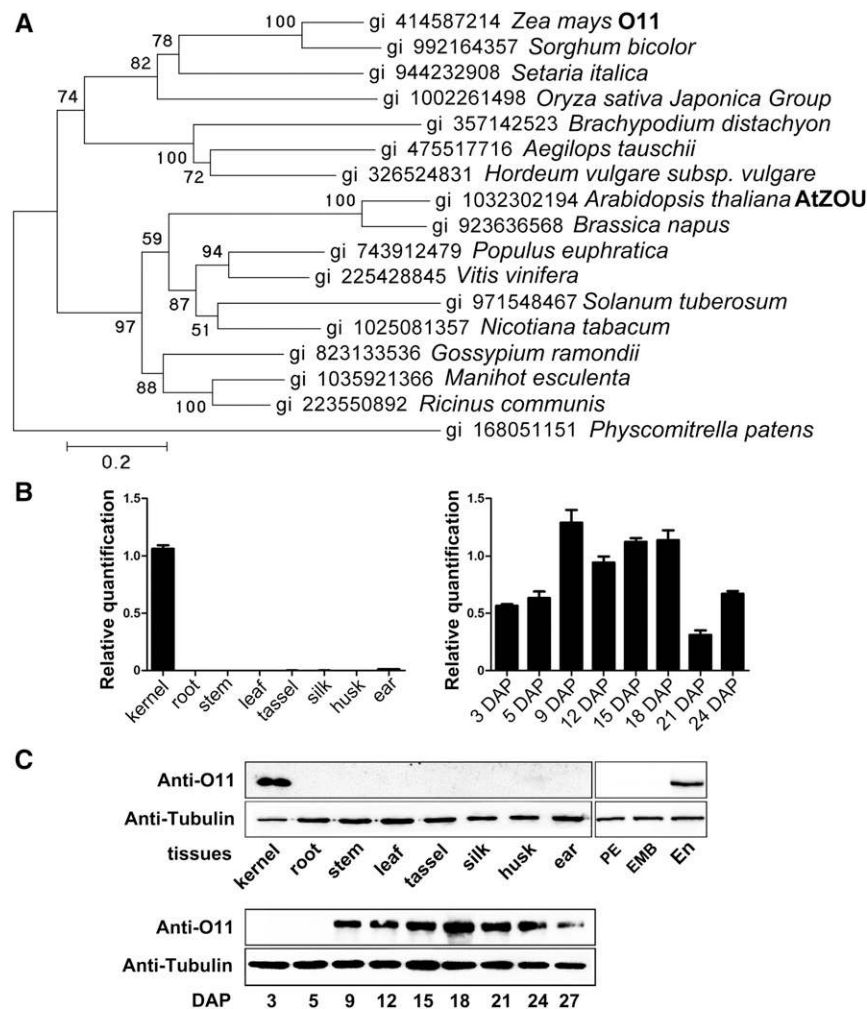 A
100 gi 414587214 Zea mays O11
78 gi 992164357 Sorghum bicolor
82 gi 944232908 Setaria italica
74 gi 1002261498 Oryza sativa Japonica Group
gi 357142523 Brachypodium distachyon
100 gi 475517716 Aegilops tauschii
72 gi 326524831 Hordeum vulgare subsp. vulgare
100 gi 1032302194 Arabidopsis thaliana AtZOU
59 gi 923636568 Brassica napus
94 gi 743912479 Populus euphratica
gi 225428845 Vitis vinifera
87 gi 971548467 Solanum tuberosum
97 51 gi 1025081357 Nicotiana tabacum
gi 823133536 Gossypium ramondii
88 gi 1035921366 Manihot esculenta
100 gi 223550892 Ricinus communis
gi 168051151 Physcomitrella patens
0.2
B
Relative quantification
1.5
1.0
0.5
0
kernel root stem leaf tassel silk husk ear
Relative quantification
1.5
1.0
0.5
0
3 DAP 5 DAP 9 DAP 12 DAP 15 DAP 18 DAP 21 DAP 24 DAP
C
Anti-O11
Anti-Tubulin
tissues kernel root stem leaf tassel silk husk ear PE EMB En
Anti-O11
Anti-Tubulin
DAP 3 5 9 12 15 18 21 24 27